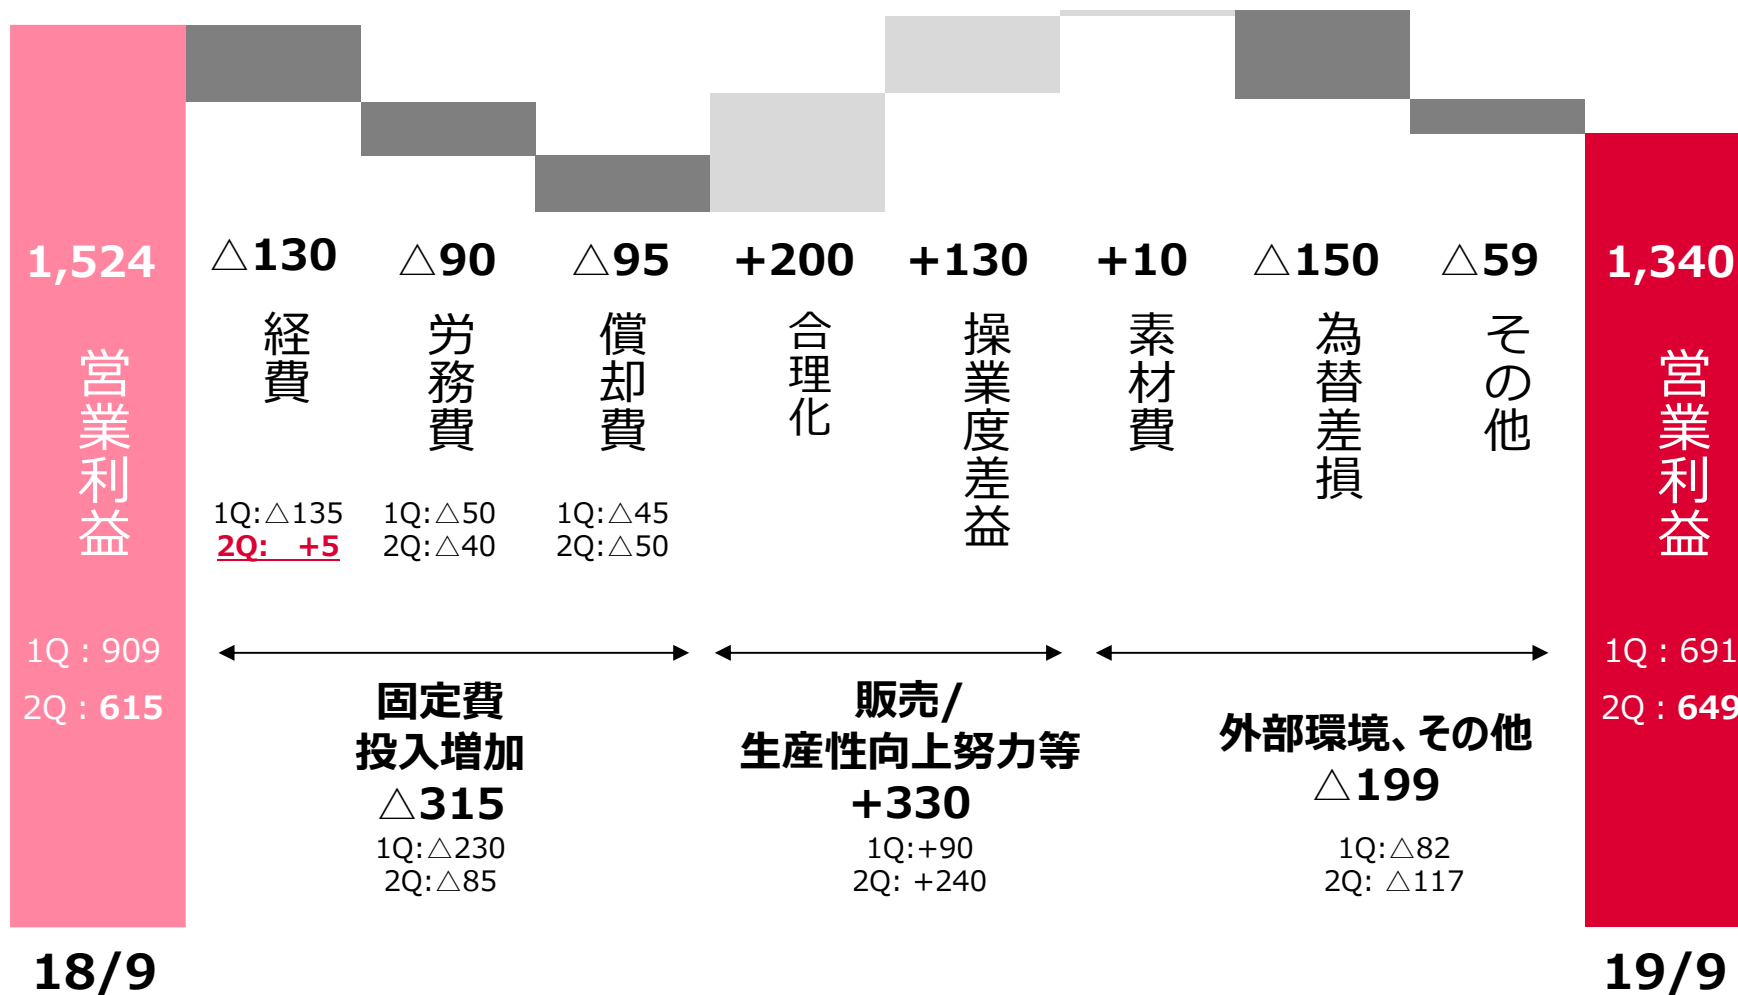 1,524
営業利益
1Q：909
2Q：615
18/9
△130
経費
1Q:△135
2Q: +5
△90
労務費
1Q:△50
2Q:△40
△95
償却費
1Q:△45
2Q:△50
固定費
投入増加
△315
1Q:△230
2Q:△85
+200
合理化
+130
操業度差益
販売/
生産性向上努力等
+330
1Q:+90
2Q: +240
+10
素材費
△150
為替差損
△59
その他
外部環境、その他
△199
1Q:△82
2Q: △117
1,340
営業利益
1Q：691
2Q：649
19/9